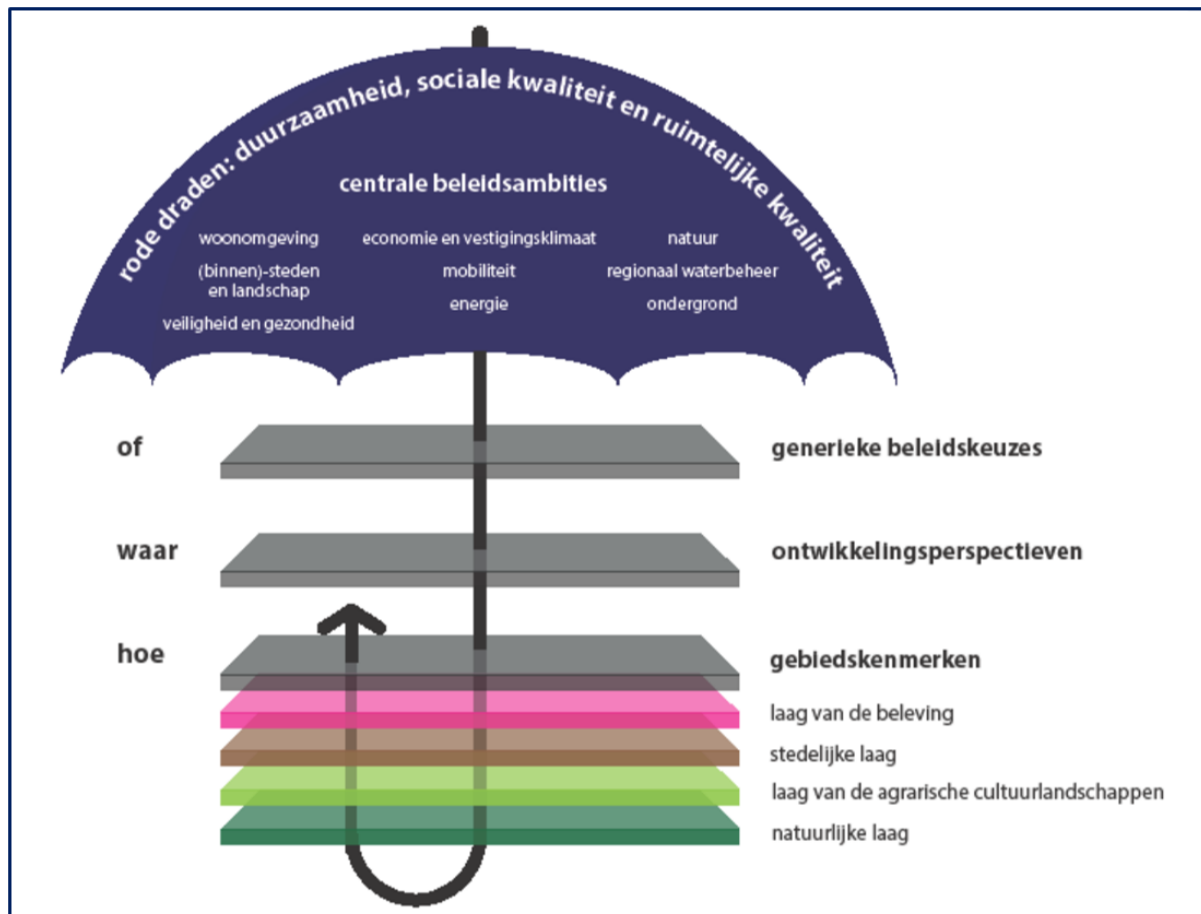 rode draden: duurzaamheid, sociale kwaliteit en ruimtelijke kwaliteit
centrale beleidsambities
woonomgeving
(binnen)-steden
en landschap
veiligheid en gezondheid
economie en vestigingsklimaat
mobiliteit
energie
natuur
regionaal waterbeheer
ondergrond
of
generieke beleidskeuzes
waar
ontwikkelingsperspectieven
hoe
gebiedskenmerken
laag van de beleving
stedelijke laag
laag van de agrarische cultuurlandschappen
natuurlijke laag